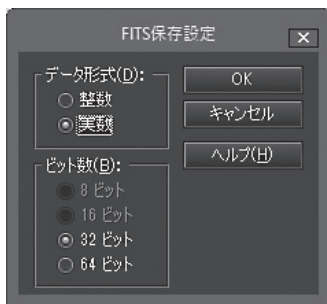 FITS保存設定
データ形式(D):
整数
実数
ビット数(B):
8 ビット
16 ビット
32 ビット
64 ビット
OK
キャンセル
ヘルプ(H)